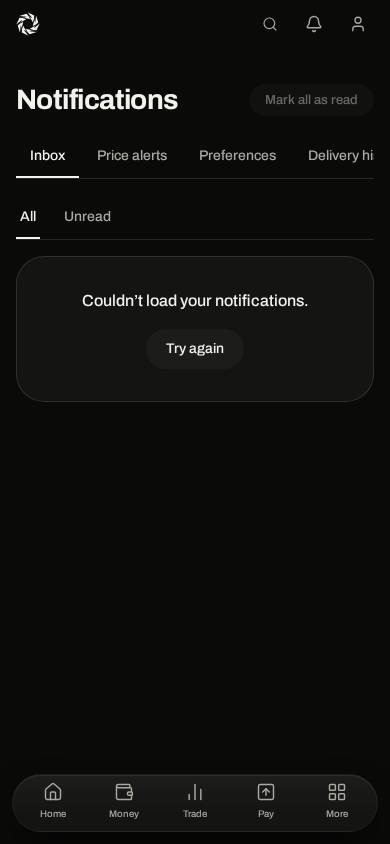 Notifications
Mark all as read
Inbox
Price alerts
Preferences
Delivery
All
Unread
Couldn’t load your notifications.
Try again
Home
Money
Trade
Pay
More